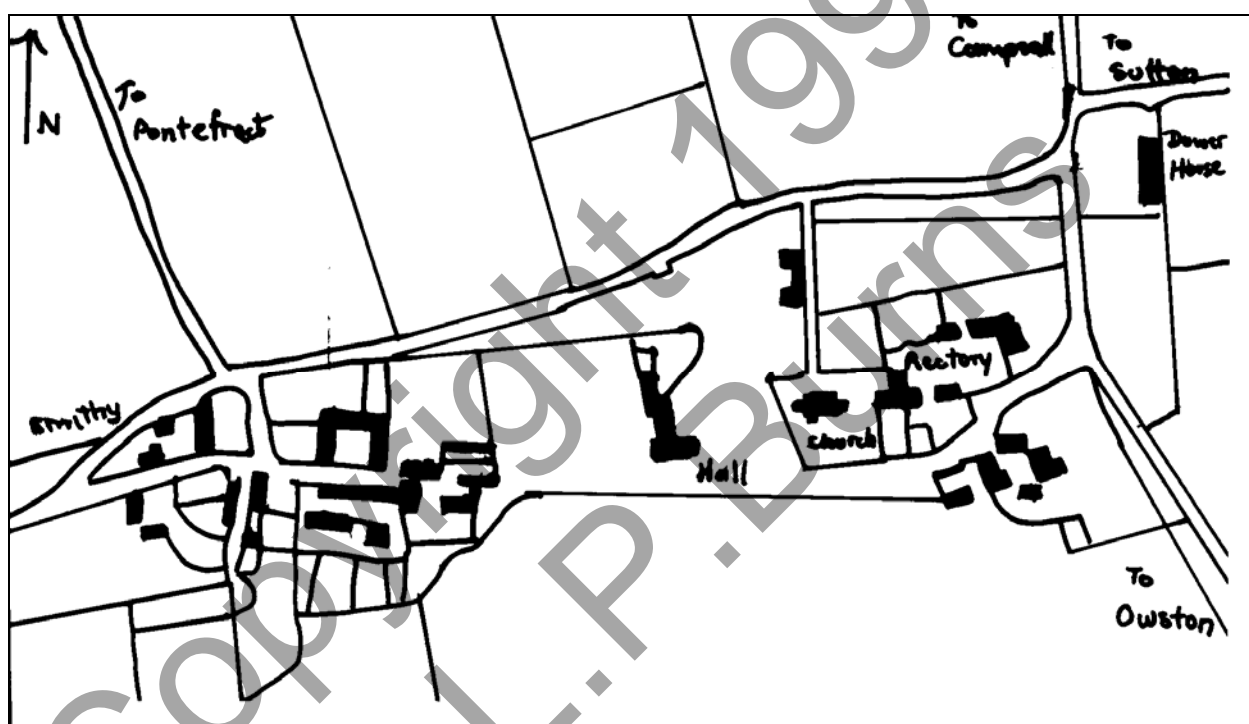 To
Campsall
To
Sutton
To
Pontefract
N
Dower
House
Smithy
Rectory
Church
Hall
To
Owston
Copyright 199
L.P.Burns